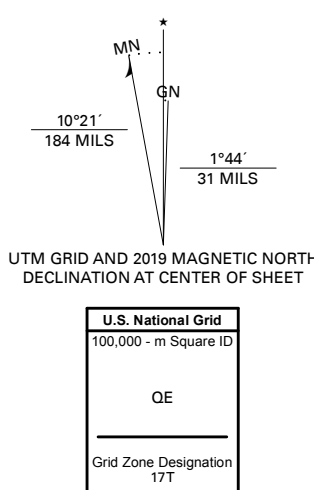 ★
MN
GN
10°21´
184 MILS
1°44´
31 MILS
UTM GRID AND 2019 MAGNETIC NORTH
DECLINATION AT CENTER OF SHEET
U.S. National Grid
100,000 - m Square ID
QE
Grid Zone Designation
17T